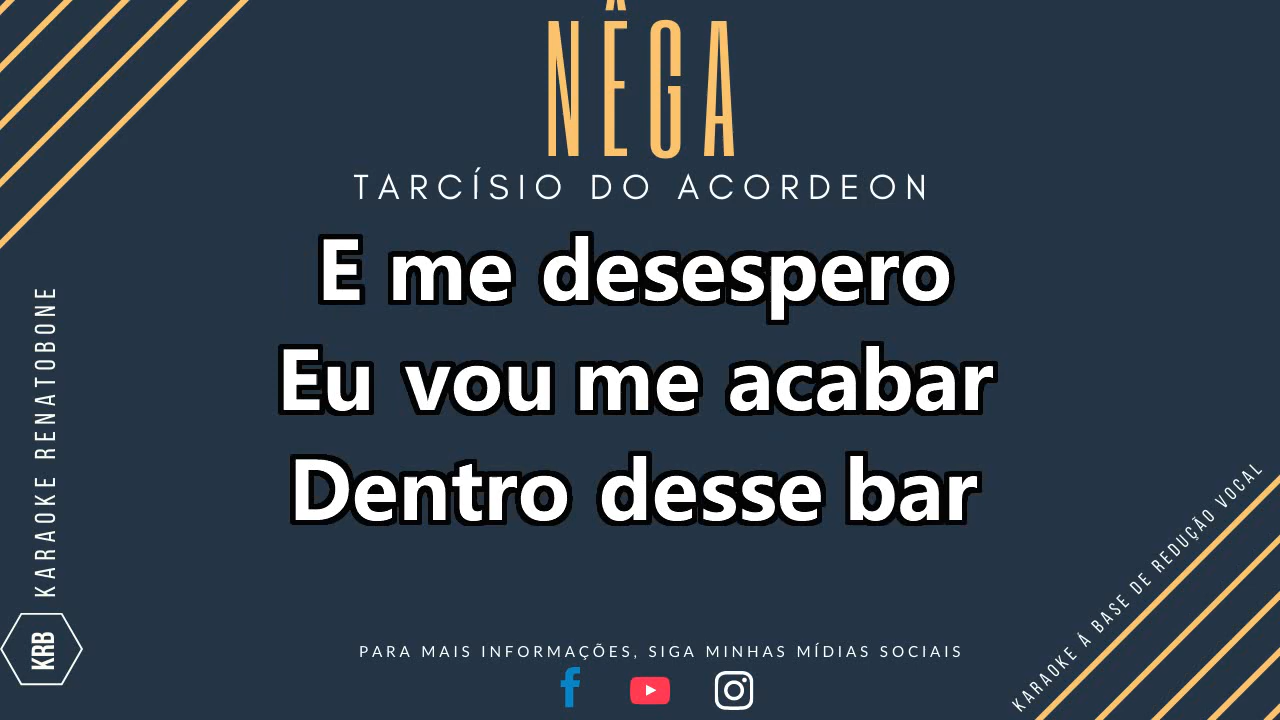 NÊGA
TARCÍSIO DO ACORDEON
E me desespero
Eu vou me acabar
Dentro desse bar
KARAOKE RENATOBONE
KRB
KARAOKE Á BASE DE REDUÇÃO VOCAL
PARA MAIS INFORMAÇÕES, SIGA MINHAS MÍDIAS SOCIAIS